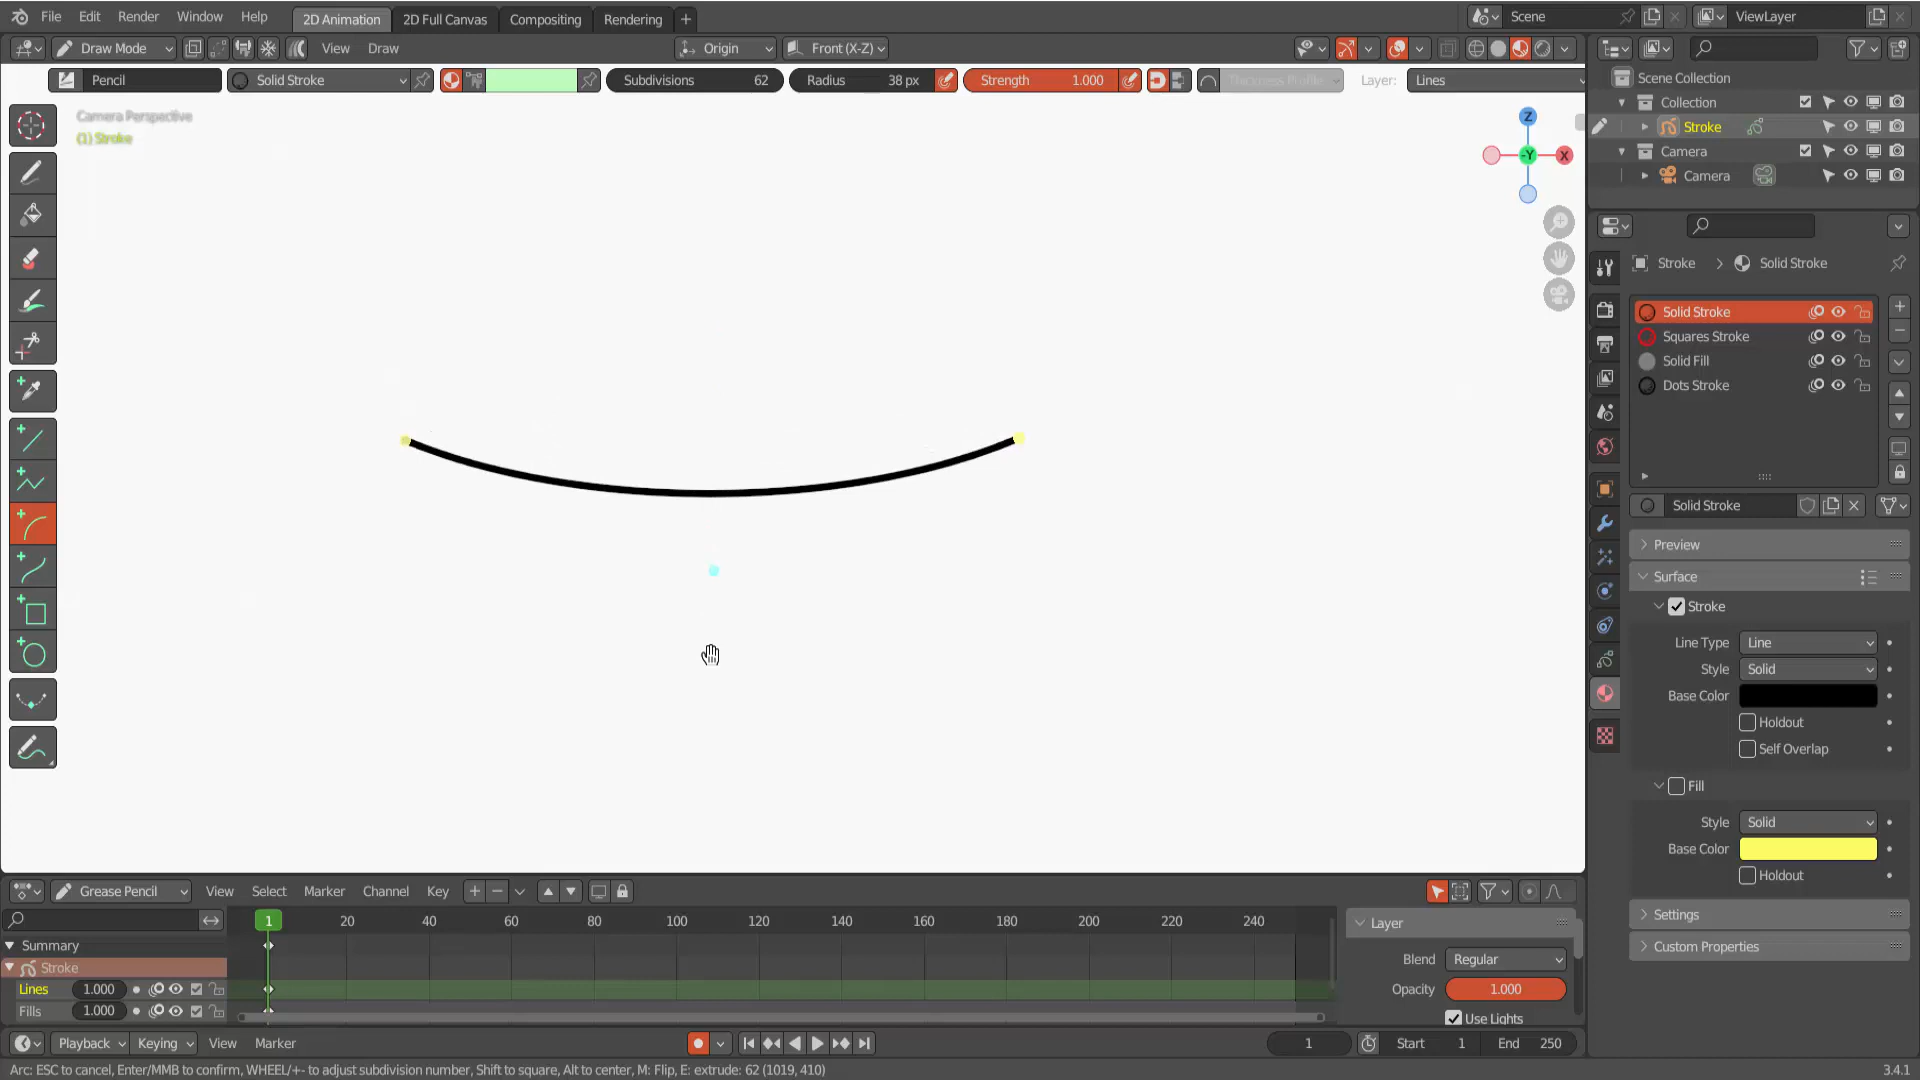 File Edit Render Window Help 2D Animation 2D Full Canvas Compositing Rendering + Scene ViewLayer
Draw Mode View Draw Origin Front (X-Z)
Pencil Solid Stroke Subdivisions 62 Radius 38 px Strength 1.000 Thickness Profile Layer: Lines
Camera Perspective
(1) Stroke
Z
-Y X
Scene Collection
Collection
Stroke
Camera
Camera
Stroke > Solid Stroke
Solid Stroke
Squares Stroke
Solid Fill
Dots Stroke
Solid Stroke
Preview
Surface
Stroke
Line Type Line
Style Solid
Base Color
Holdout
Self Overlap
Fill
Style Solid
Base Color
Holdout
Settings
Custom Properties
Grease Pencil View Select Marker Channel Key
1 20 40 60 80 100 120 140 160 180 200 220 240
Summary
Stroke
Lines 1.000
Fills 1.000
Layer
Blend Regular
Opacity 1.000
Use Lights
Playback Keying View Marker 1 Start 1 End 250
Arc: ESC to cancel, Enter/MMB to confirm, WHEEL/+- to adjust subdivision number, Shift to square, Alt to center, M: Flip, E: extrude: 62 (1019, 410) 3.4.1